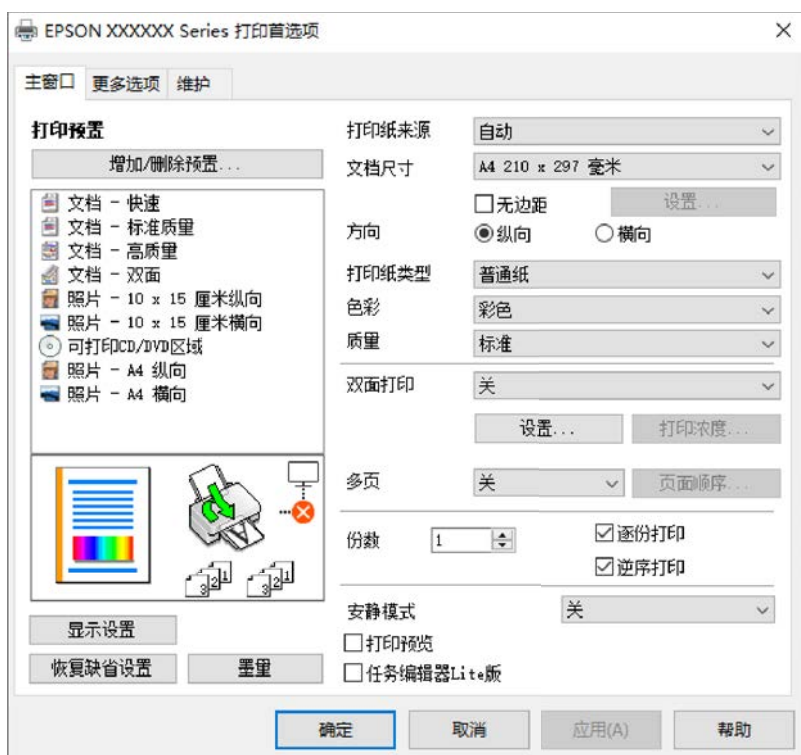 EPSON XXXXXX Series 打印首选项
主窗口 更多选项 维护
打印预置
增加/删除预置...
文档 - 快速
文档 - 标准质量
文档 - 高质量
文档 - 双面
照片 - 10 x 15 厘米纵向
照片 - 10 x 15 厘米横向
可打印CD/DVD区域
照片 - A4 纵向
照片 - A4 横向
1 2 3
1 2 3
显示设置
恢复缺省设置 墨量
打印纸来源 自动
文档尺寸 A4 210 x 297 毫米
无边距 设置...
方向 纵向 横向
打印纸类型 普通纸
色彩 彩色
质量 标准
双面打印 关
设置... 打印浓度...
多页 关 页面顺序...
份数 1 逐份打印
逆序打印
安静模式 关
打印预览
任务编辑器Lite版
确定 取消 应用(A) 帮助